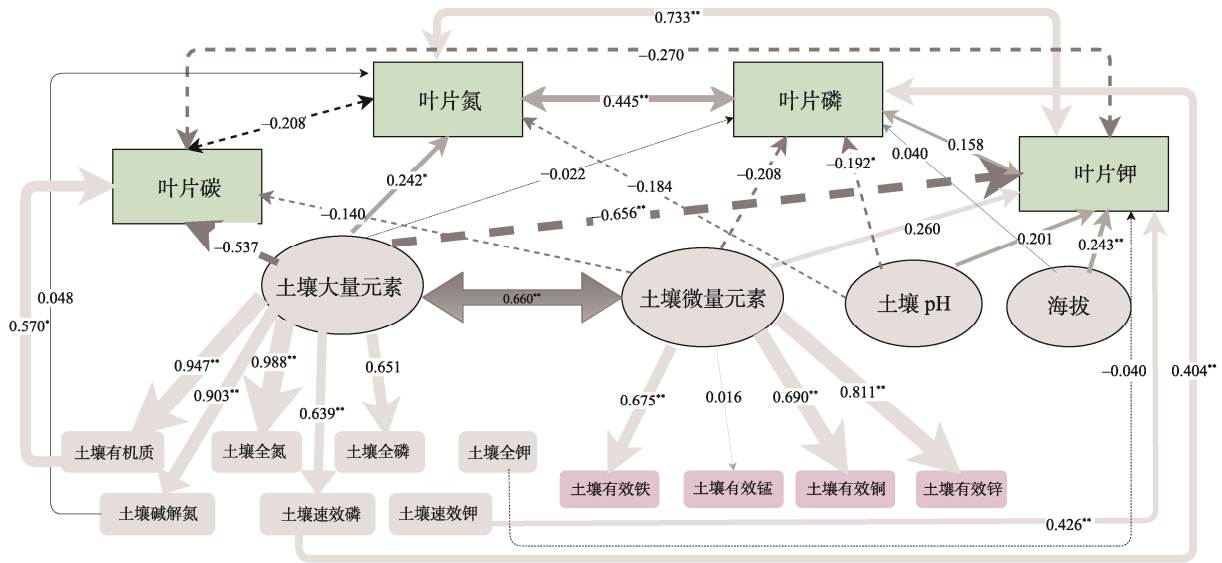 0.733**
−0.270
叶片氮
0.445**
叶片磷
−0.208
叶片碳
0.242*
−0.022
−0.184
−0.208
−0.192*
0.040
0.158
叶片钾
−0.140
−0.656**
0.260
0.201
0.243**
−0.537
土壤大量元素
0.660**
土壤微量元素
土壤 pH
海拔
0.048
0.570*
0.947**
0.988**
0.651
0.903**
0.639**
0.675**
0.016
0.690**
0.811**
−0.040
0.404**
土壤有机质
土壤全氮
土壤全磷
土壤全钾
土壤有效铁
土壤有效锰
土壤有效铜
土壤有效锌
土壤碱解氮
土壤速效磷
土壤速效钾
0.426**